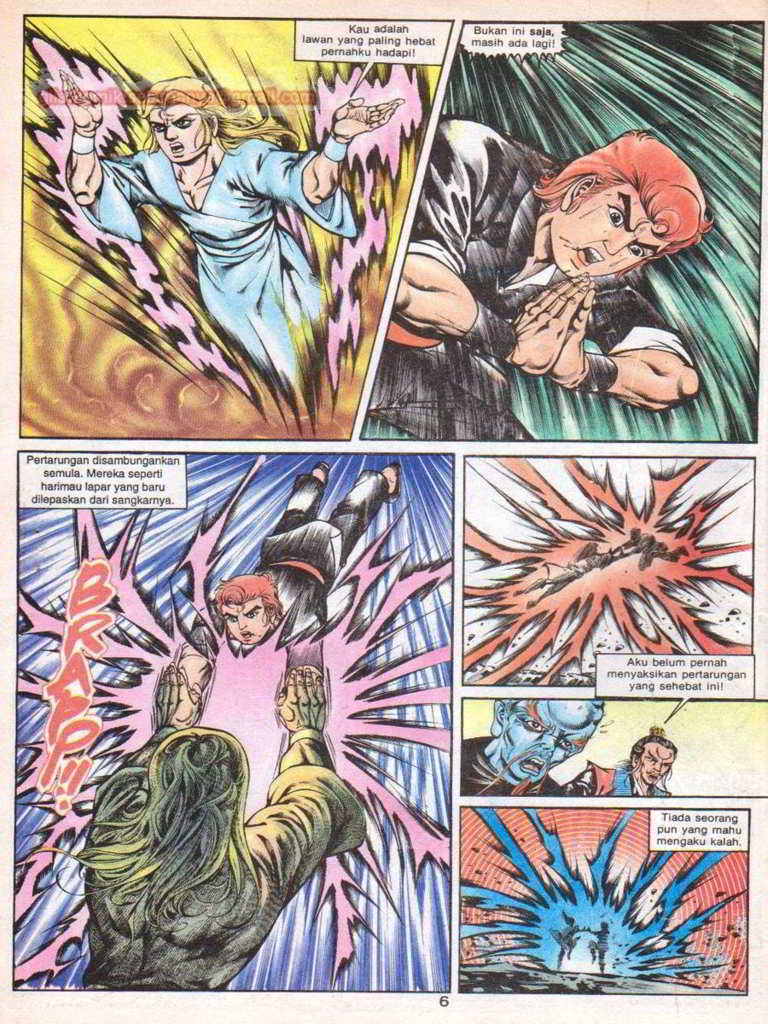 Kau adalah
lawan yang paling hebat
pernahku hadapi!
Bukan ini saja,
masih ada lagi!
Pertarungan disambungankan
semula. Mereka seperti
harimau lapar yang baru
dilepaskan dari sangkarnya.
BRAPP!!
Aku belum pernah
menyaksikan pertarungan
yang sehebat ini!
Tiada seorang
pun yang mahu
mengaku kalah.
6